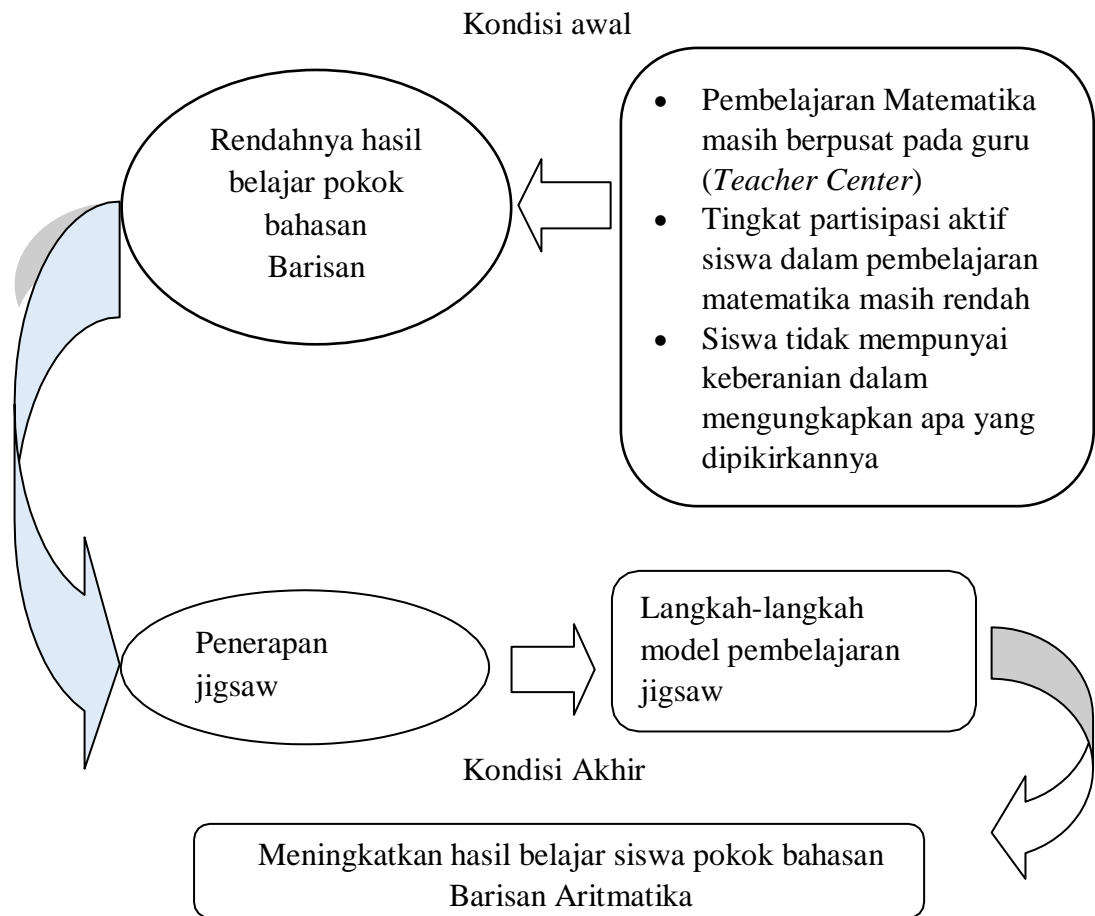 Kondisi awal
Rendahnya hasil
belajar pokok
bahasan
Barisan
• Pembelajaran Matematika
masih berpusat pada guru
(Teacher Center)
• Tingkat partisipasi aktif
siswa dalam pembelajaran
matematika masih rendah
• Siswa tidak mempunyai
keberanian dalam
mengungkapkan apa yang
dipikirkannya
Penerapan
jigsaw
Langkah-langkah
model pembelajaran
jigsaw
Kondisi Akhir
Meningkatkan hasil belajar siswa pokok bahasan
Barisan Aritmatika